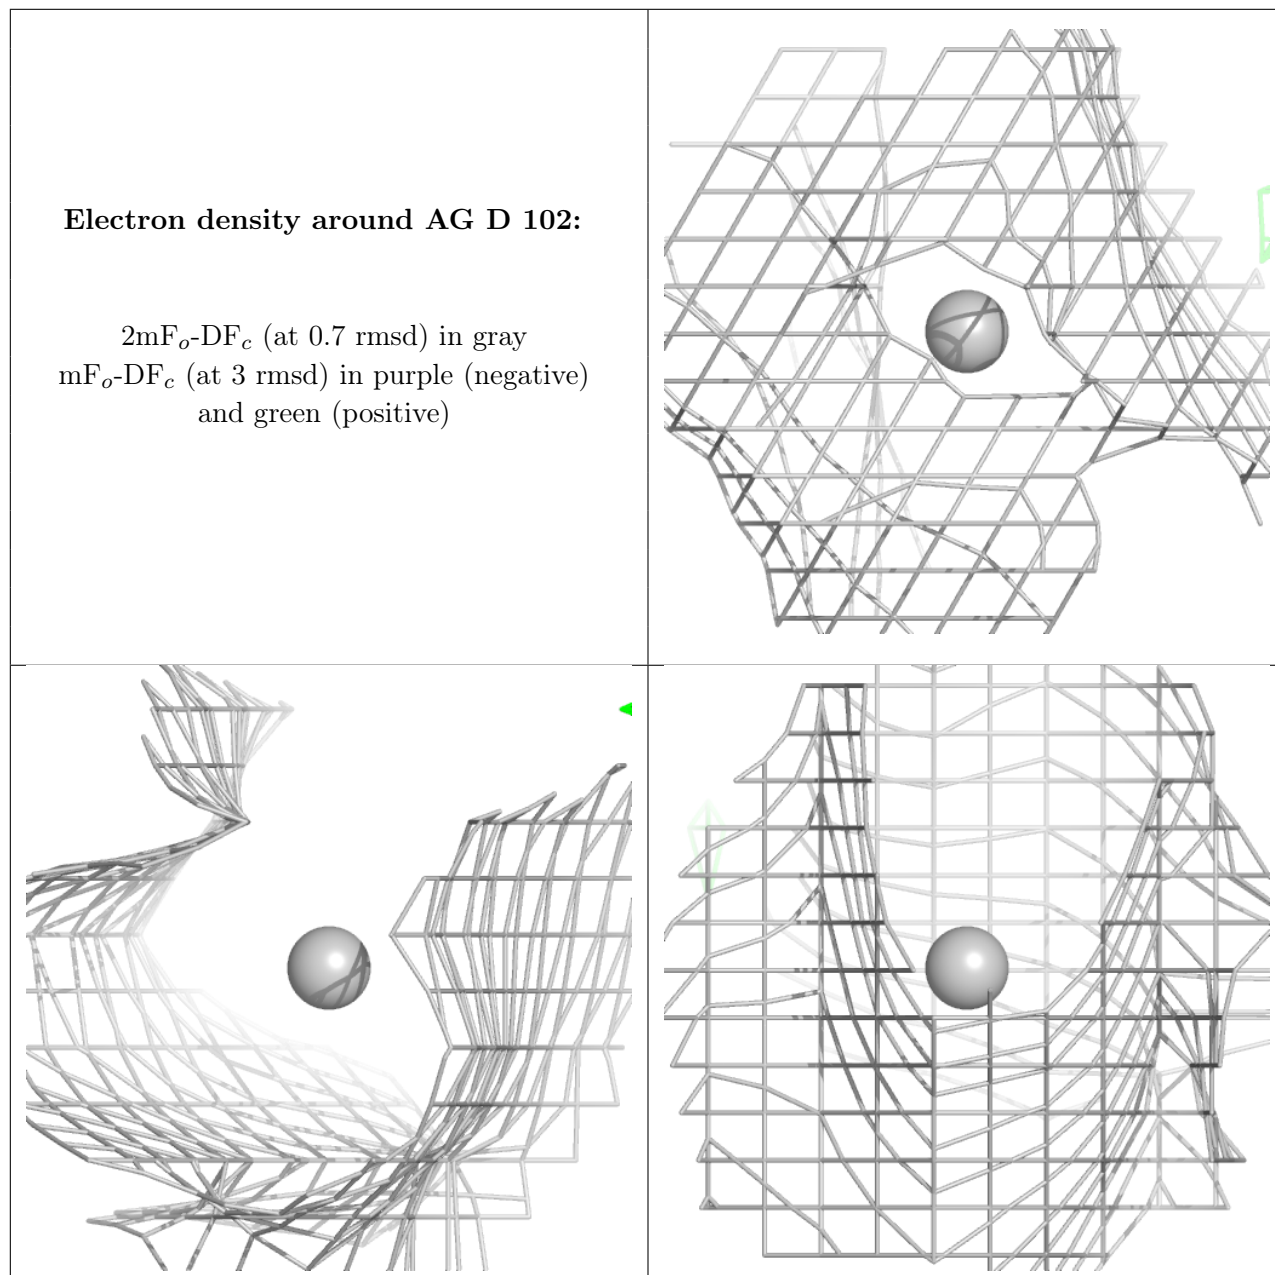 Electron density around AG D 102:
2mFo-DFc (at 0.7 rmsd) in gray
mFo-DFc (at 3 rmsd) in purple (negative)
and green (positive)